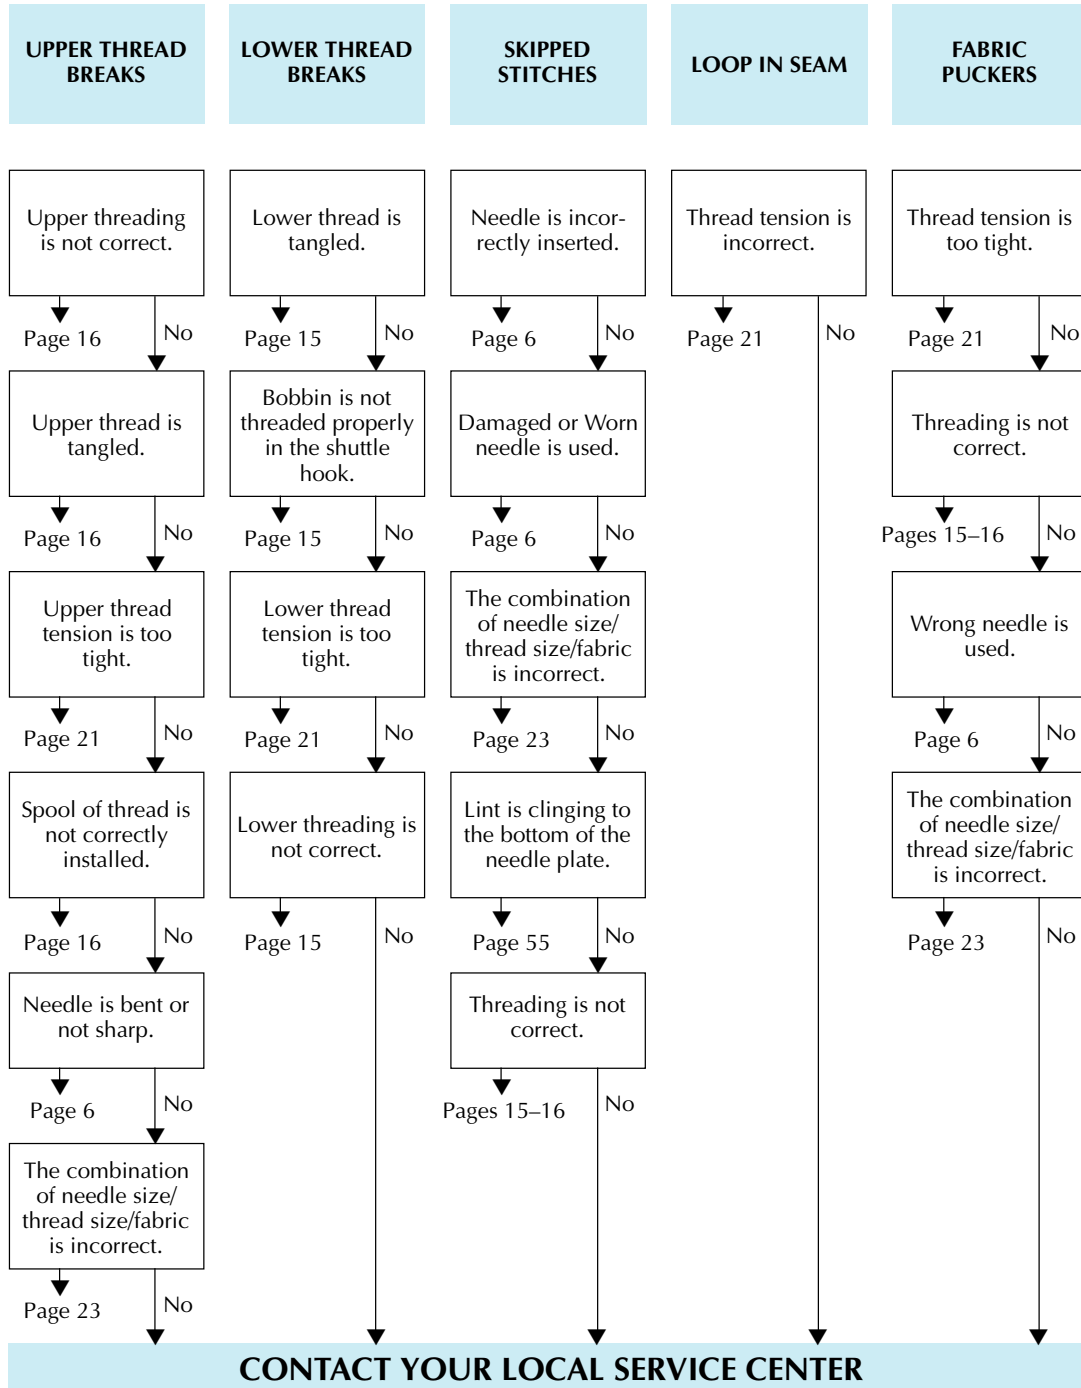 UPPER THREAD
BREAKS
LOWER THREAD
BREAKS
SKIPPED
STITCHES
LOOP IN SEAM
FABRIC
PUCKERS
Upper threading
is not correct.
Page 16
No
Upper thread is
tangled.
Page 16
No
Upper thread
tension is too
tight.
Page 21
No
Spool of thread is
not correctly
installed.
Page 16
No
Needle is bent or
not sharp.
Page 6
No
The combination
of needle size/
thread size/fabric
is incorrect.
Page 23
No
Lower thread is
tangled.
Page 15
No
Bobbin is not
threaded properly
in the shuttle
hook.
Page 15
No
Lower thread
tension is too
tight.
Page 21
No
Lower threading is
not correct.
Page 15
No
Needle is incor-
rectly inserted.
Page 6
No
Damaged or Worn
needle is used.
Page 6
No
The combination
of needle size/
thread size/fabric
is incorrect.
Page 23
No
Lint is clinging to
the bottom of the
needle plate.
Page 55
No
Threading is not
correct.
Pages 15–16
No
Thread tension is
incorrect.
Page 21
No
Thread tension is
too tight.
Page 21
No
Threading is not
correct.
Pages 15–16
No
Wrong needle is
used.
Page 6
No
The combination
of needle size/
thread size/fabric
is incorrect.
Page 23
No
CONTACT YOUR LOCAL SERVICE CENTER